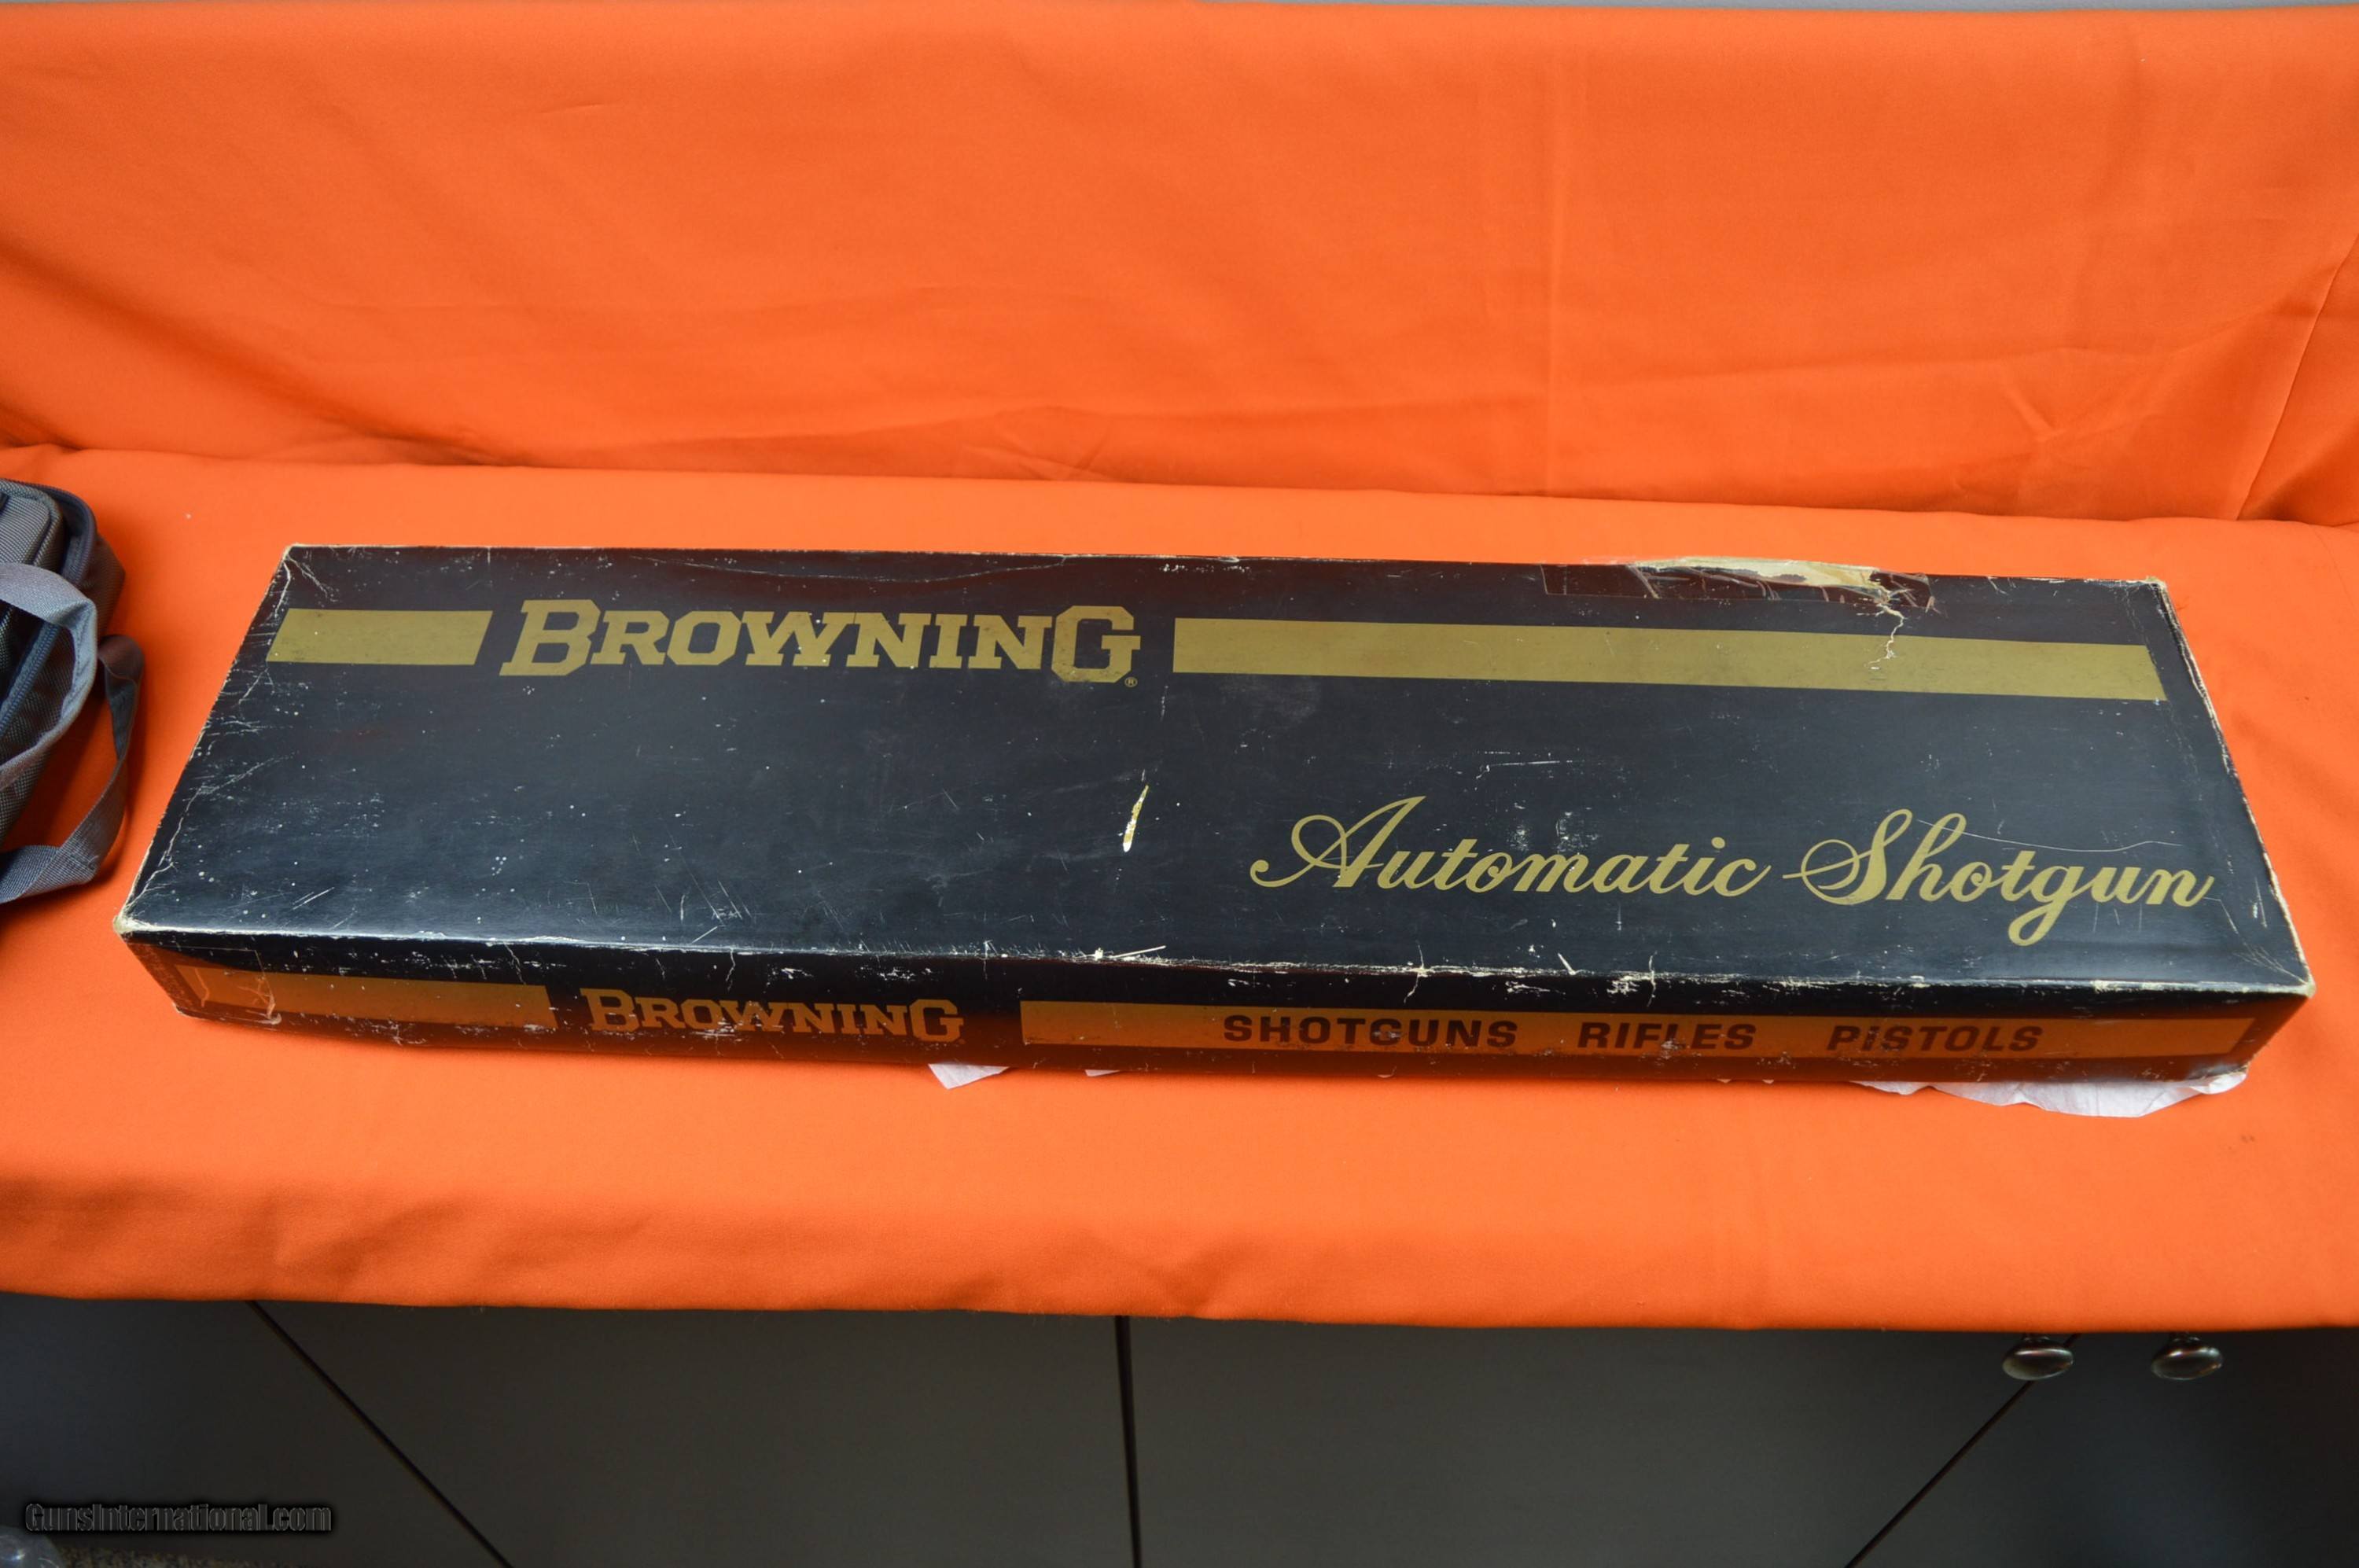 BROWNING®
Automatic Shotgun
BROWNING SHOTGUNS RIFLES PISTOLS
GunsInternational.com